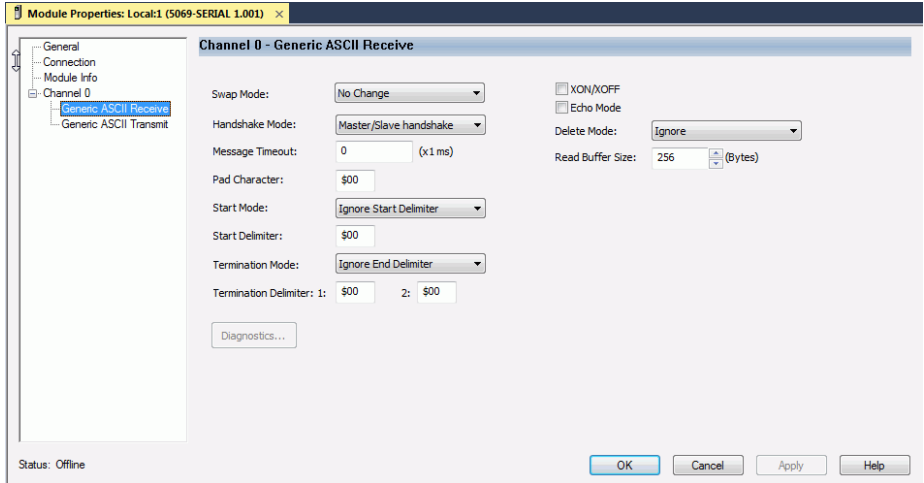 Module Properties: Local:1 (5069-SERIAL 1.001) ×
General
Connection
Module Info
Channel 0
Generic ASCII Receive
Generic ASCII Transmit
Channel 0 - Generic ASCII Receive
Swap Mode: No Change
Handshake Mode: Master/Slave handshake
Message Timeout: 0 (x1 ms)
Pad Character: $00
Start Mode: Ignore Start Delimiter
Start Delimiter: $00
Termination Mode: Ignore End Delimiter
Termination Delimiter: 1: $00 2: $00
Diagnostics...
XON/XOFF
Echo Mode
Delete Mode: Ignore
Read Buffer Size: 256 (Bytes)
Status: Offline
OK Cancel Apply Help